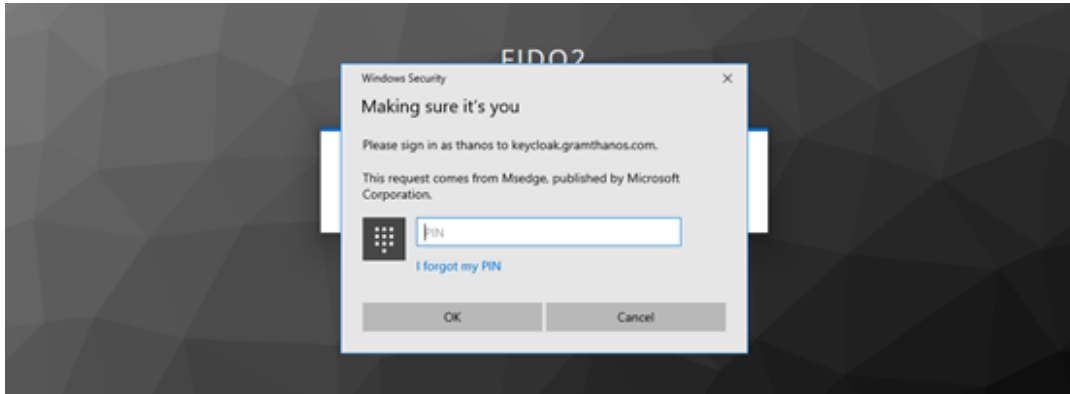 FIDO2
Windows Security
Making sure it's you
Please sign in as thanos to keycloak.gramthanos.com.
This request comes from Msedge, published by Microsoft
Corporation.
PIN
I forgot my PIN
OK
Cancel